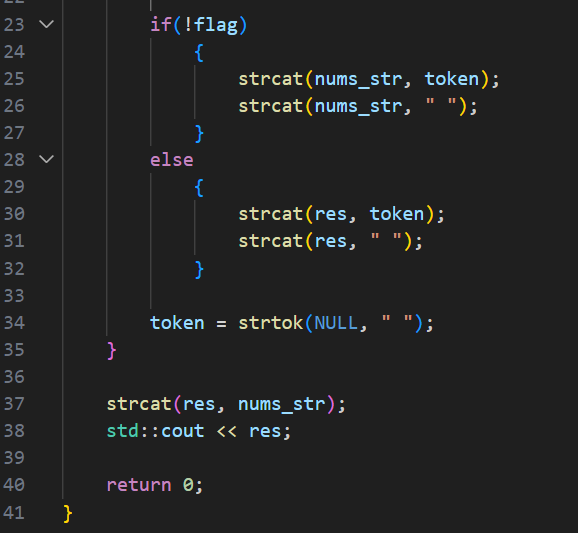 23 if(!flag)
24 {
25 strcat(nums_str, token);
26 strcat(nums_str, " ");
27 }
28 else
29 {
30 strcat(res, token);
31 strcat(res, " ");
32 }
33
34 token = strtok(NULL, " ");
35 }
36
37 strcat(res, nums_str);
38 std::cout << res;
39
40 return 0;
41 }